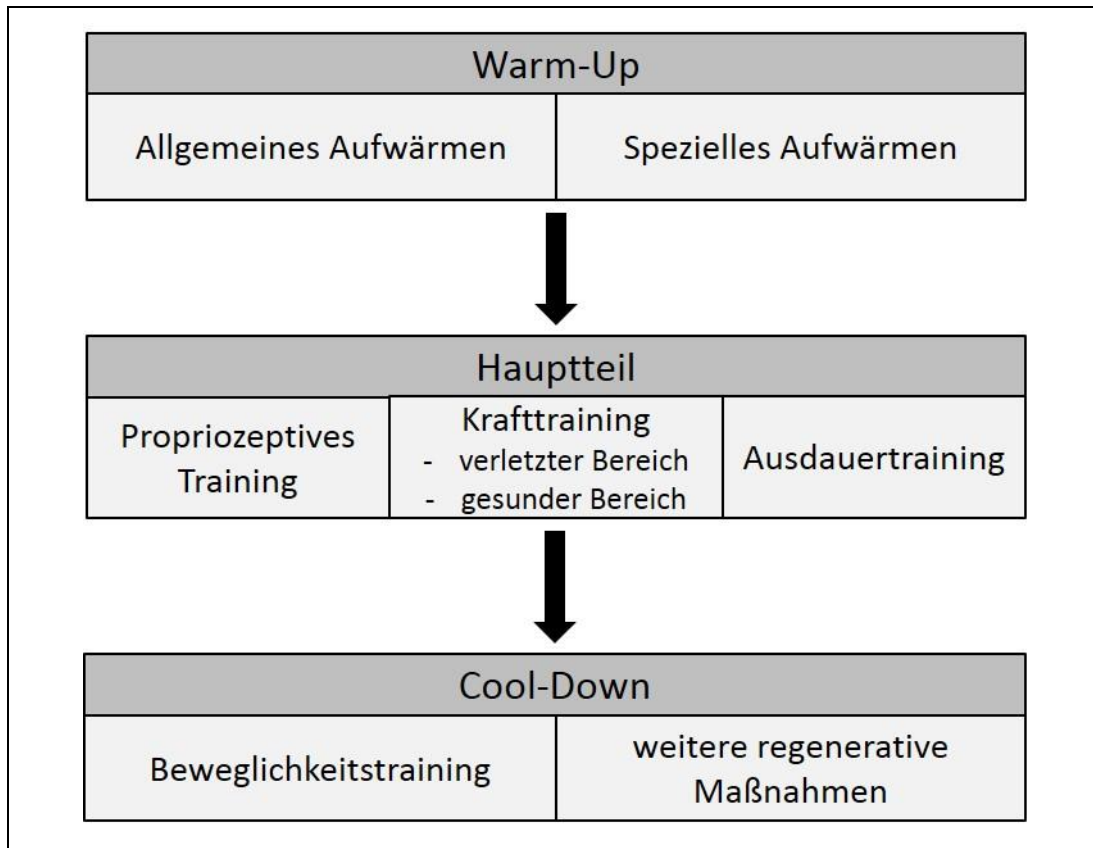 Warm-Up
Allgemeines Aufwärmen
Spezielles Aufwärmen
Hauptteil
Propriozeptives
Training
Krafttraining
- verletzter Bereich
- gesunder Bereich
Ausdauertraining
Cool-Down
Beweglichkeitstraining
weitere regenerative
Maßnahmen